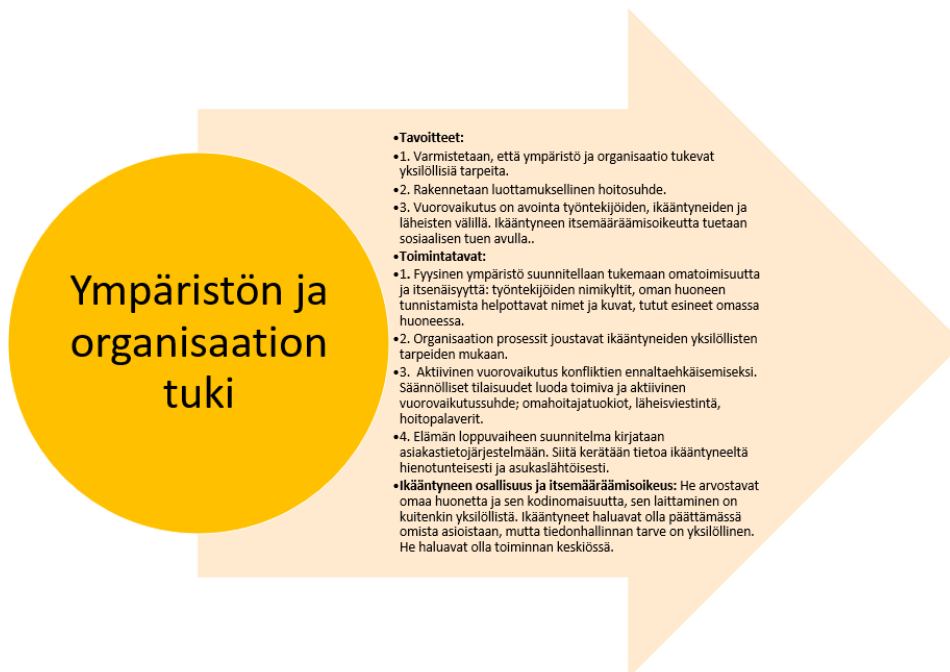 Ympäristön ja
organisaation
tuki
•Tavoitteet:
•1. Varmistetaan, että ympäristö ja organisaatio tukevat
yksilöllisiä tarpeita.
•2. Rakennetaan luottamuksellinen hoitosuhde.
•3. Vuorovaikutus on avointa työntekijöiden, ikääntyneiden ja
läheisten välillä. Ikääntyneen itsemääräämisoikeutta tuetaan
sosiaalisen tuen avulla..
•Toimintatavat:
•1. Fyysinen ympäristö suunnitellaan tukemaan omatoimisuutta
ja itsenäisyyttä: työntekijöiden nimikyltit, oman huoneen
tunnistamista helpottavat nimet ja kuvat, tutut esineet omassa
huoneessa.
•2. Organisaation prosessit joustavat ikääntyneiden yksilöllisten
tarpeiden mukaan.
•3. Aktiivinen vuorovaikutus konfliktien ennaltaehkäisemiseksi.
Säännölliset tilaisuudet luoda toimiva ja aktiivinen
vuorovaikutussuhde; omahoitajatuokiot, läheisviestintä,
hoitopalaverit.
•4. Elämän loppuvaiheen suunnitelma kirjataan
asiakastietojärjestelmään. Siitä kerätään tietoa ikääntyneeltä
hienotunteisesti ja asukaslähtöisesti.
•Ikääntyneen osallisuus ja itsemääräämisoikeus: He arvostavat
omaa huonetta ja sen kodinomaisuutta, sen laittaminen on
kuitenkin yksilöllistä. Ikääntyneet haluavat olla päättämässä
omista asioistaan, mutta tiedonhallinnan tarve on yksilöllinen.
He haluavat olla toiminnan keskiössä.